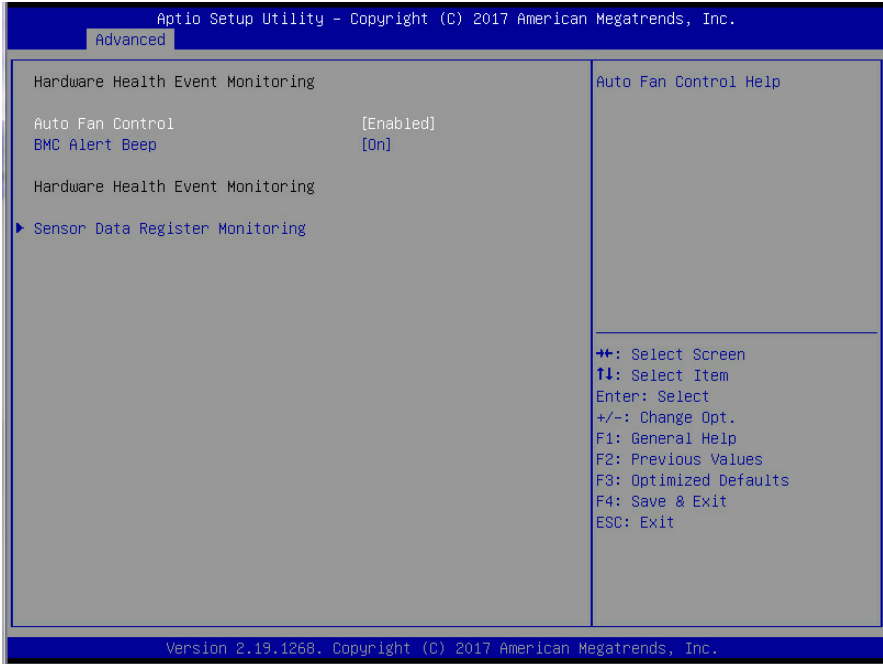 Aptio Setup Utility – Copyright (C) 2017 American Megatrends, Inc.
Advanced
Hardware Health Event Monitoring
Auto Fan Control [Enabled]
BMC Alert Beep [On]
Hardware Health Event Monitoring
▶ Sensor Data Register Monitoring
Auto Fan Control Help
→←: Select Screen
↑↓: Select Item
Enter: Select
+/-: Change Opt.
F1: General Help
F2: Previous Values
F3: Optimized Defaults
F4: Save & Exit
ESC: Exit
Version 2.19.1268. Copyright (C) 2017 American Megatrends, Inc.